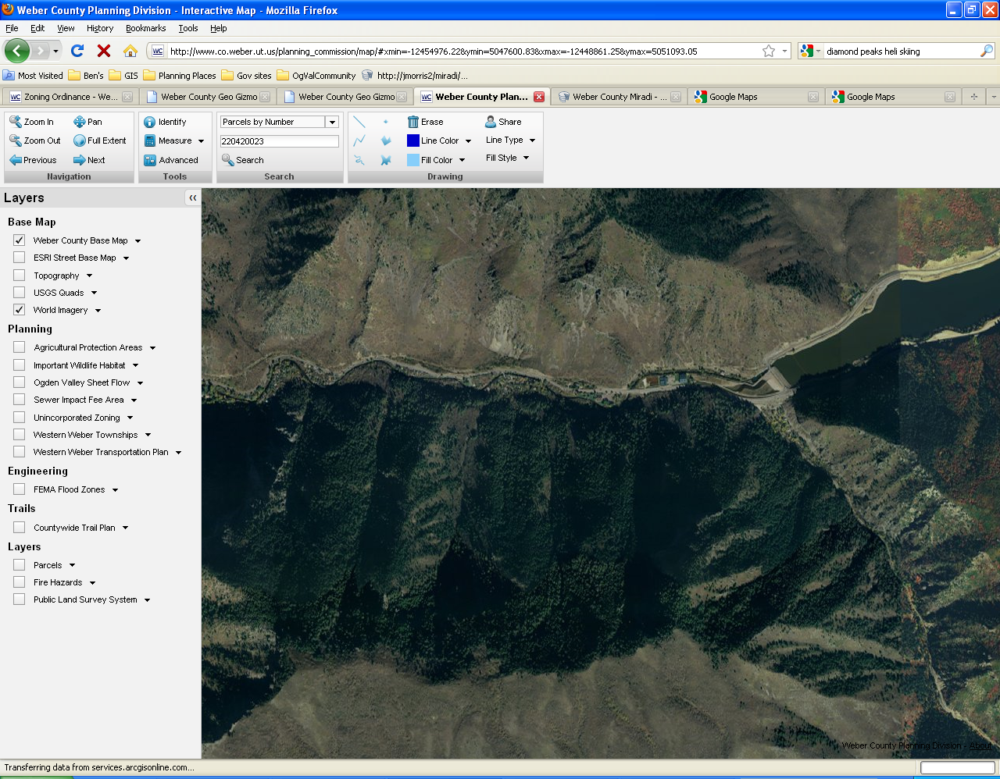 Weber County Planning Division - Interactive Map - Mozilla Firefox
File Edit View History Bookmarks Tools Help
WC http://www.co.weber.ut.us/planning_commission/map/#xmin=-12454976.22&ymin=5047600.83&xmax=-12448861.25&ymax=5051093.05 diamond peaks heli skiing
Most Visited Ben's GIS Planning Places Gov sites OgValCommunity http://jmorris2/miradi/...
WC Zoning Ordinance - We... Weber County Geo Gizmo Weber County Geo Gizmo WC Weber County Plan... Weber County Miradi - ... Google Maps Google Maps
Zoom In Pan Identify Parcels by Number Erase Share
Zoom Out Full Extent Measure 220420023 Line Color Line Type
Previous Next Advanced Search Fill Color Fill Style
Navigation Tools Search Drawing
Layers
Base Map
Weber County Base Map
ESRI Street Base Map
Topography
USGS Quads
World Imagery
Planning
Agricultural Protection Areas
Important Wildlife Habitat
Ogden Valley Sheet Flow
Sewer Impact Fee Area
Unincorporated Zoning
Western Weber Townships
Western Weber Transportation Plan
Engineering
FEMA Flood Zones
Trails
Countywide Trail Plan
Layers
Parcels
Fire Hazards
Public Land Survey System
Weber County Planning Division - About
Transferring data from services.arcgisonline.com...